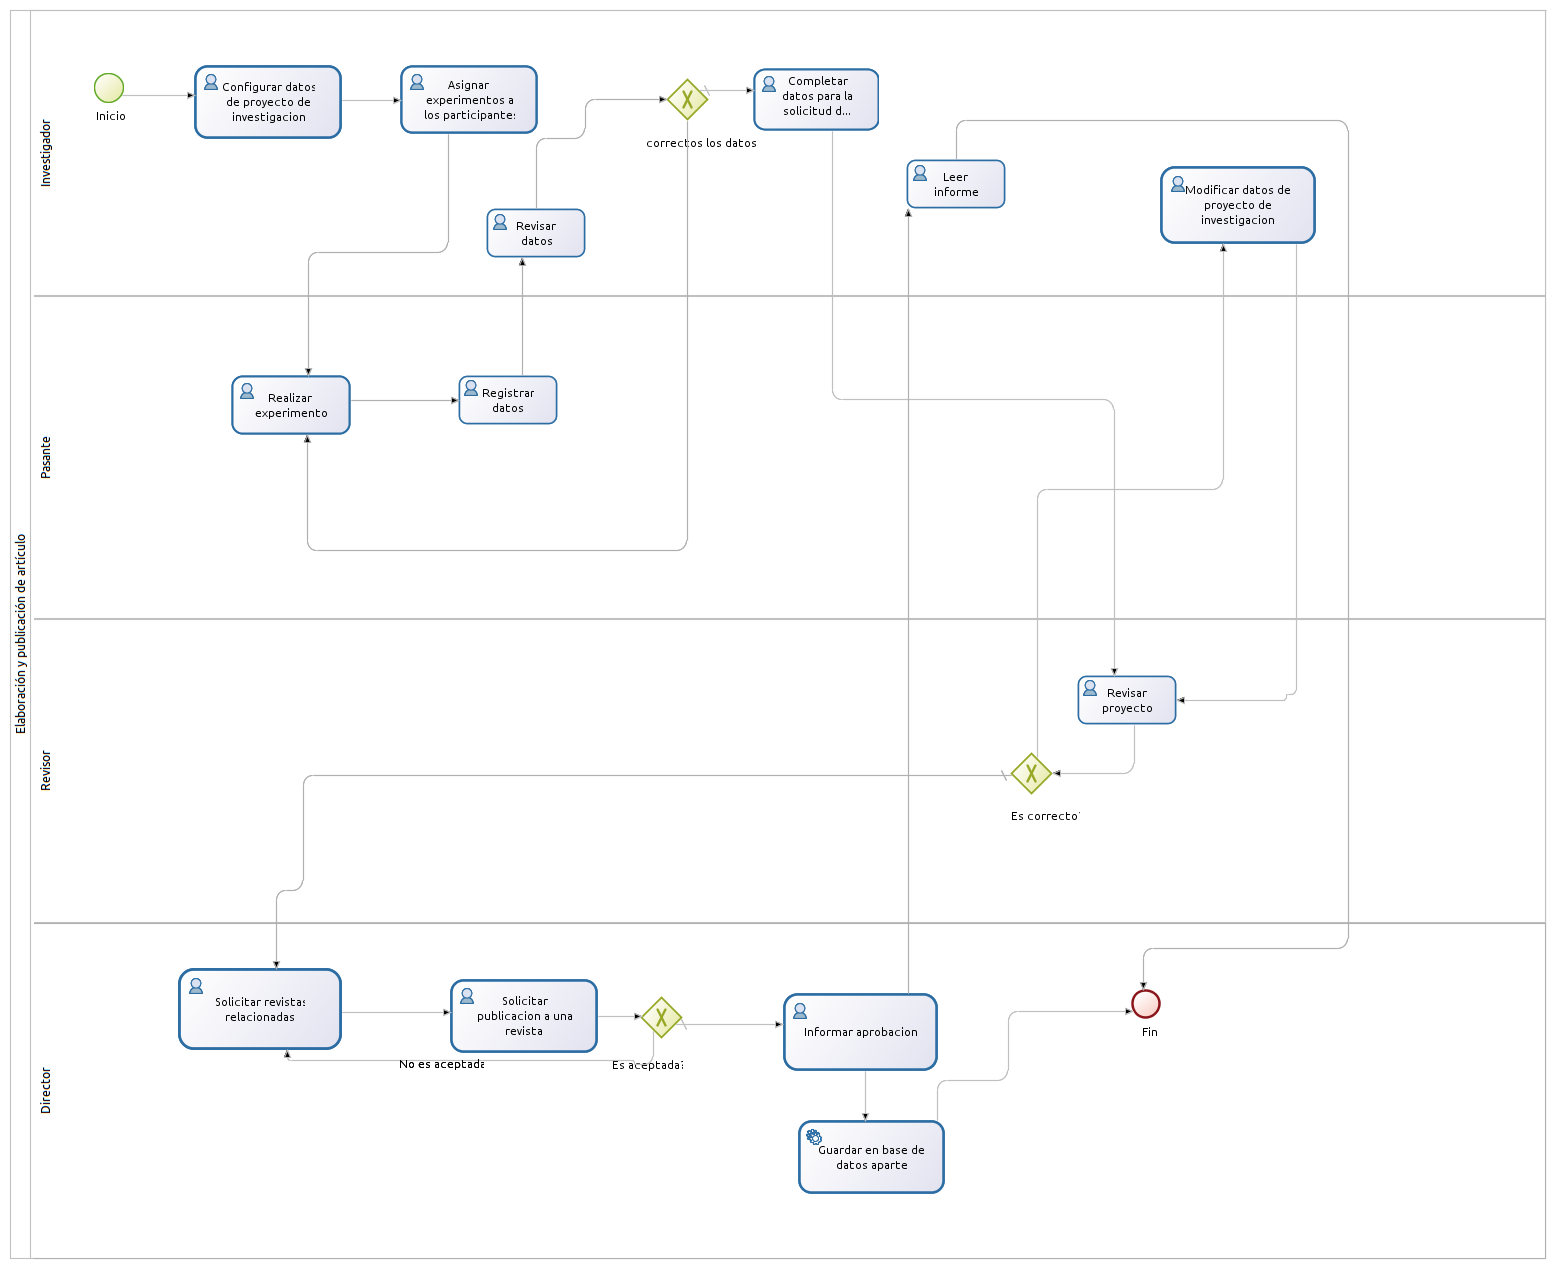 Elaboración y publicación de artículo
Investigador
Inicio
Configurar datos
de proyecto de
investigacion
Asignar
experimentos a
los participantes
correctos los datos
Completar
datos para la
solicitud d...
Revisar
datos
Leer
informe
Modificar datos de
proyecto de
investigacion
Pasante
Realizar
experimento
Registrar
datos
Revisor
Revisar
proyecto
Es correcto?
Director
Solicitar revistas
relacionadas
Solicitar
publicacion a una
revista
No es aceptada
Es aceptada?
Informar aprobacion
Guardar en base de
datos aparte
Fin